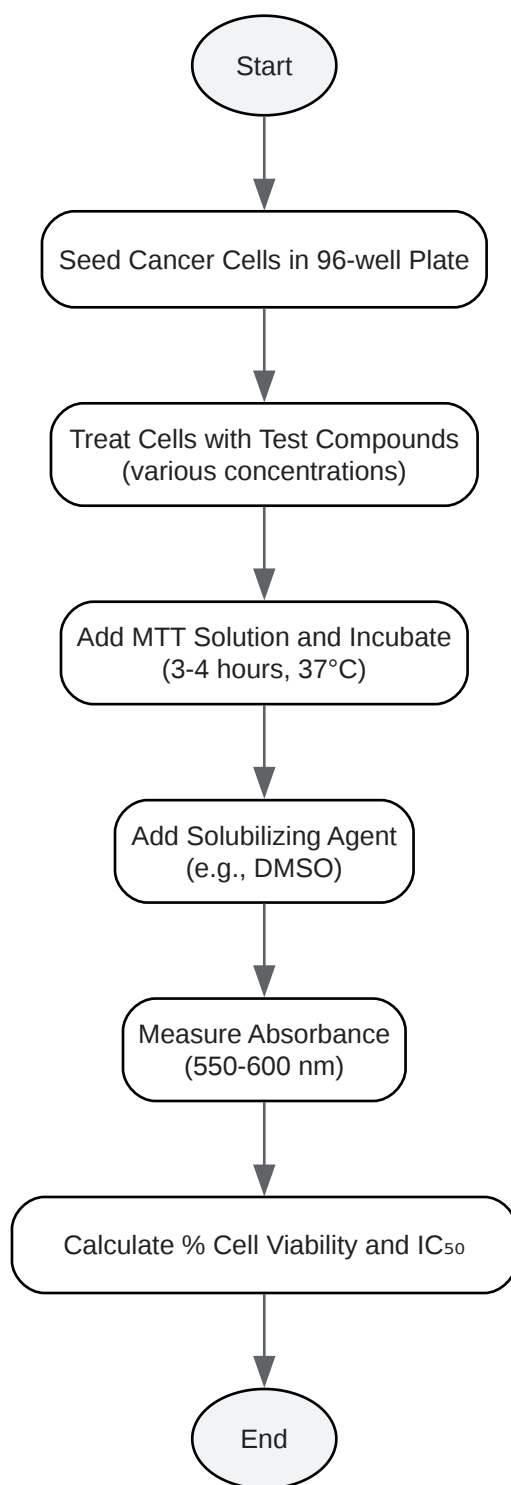 Start
Seed Cancer Cells in 96-well Plate
Treat Cells with Test Compounds
(various concentrations)
Add MTT Solution and Incubate
(3-4 hours, 37°C)
Add Solubilizing Agent
(e.g., DMSO)
Measure Absorbance
(550-600 nm)
Calculate % Cell Viability and IC₅₀
End